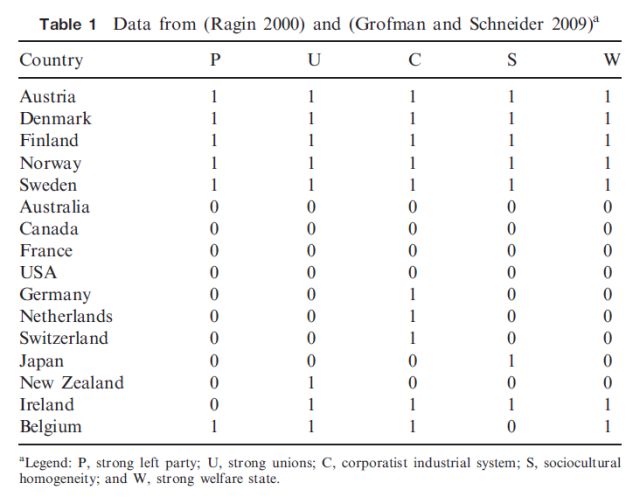 Table 1 Data from (Ragin 2000) and (Grofman and Schneider 2009)a
Country P U C S W
Austria 1 1 1 1 1
Denmark 1 1 1 1 1
Finland 1 1 1 1 1
Norway 1 1 1 1 1
Sweden 1 1 1 1 1
Australia 0 0 0 0 0
Canada 0 0 0 0 0
France 0 0 0 0 0
USA 0 0 0 0 0
Germany 0 0 1 0 0
Netherlands 0 0 1 0 0
Switzerland 0 0 1 0 0
Japan 0 0 0 1 0
New Zealand 0 1 0 0 0
Ireland 0 1 1 1 1
Belgium 1 1 1 0 1
aLegend: P, strong left party; U, strong unions; C, corporatist industrial system; S, sociocultural
homogeneity; and W, strong welfare state.